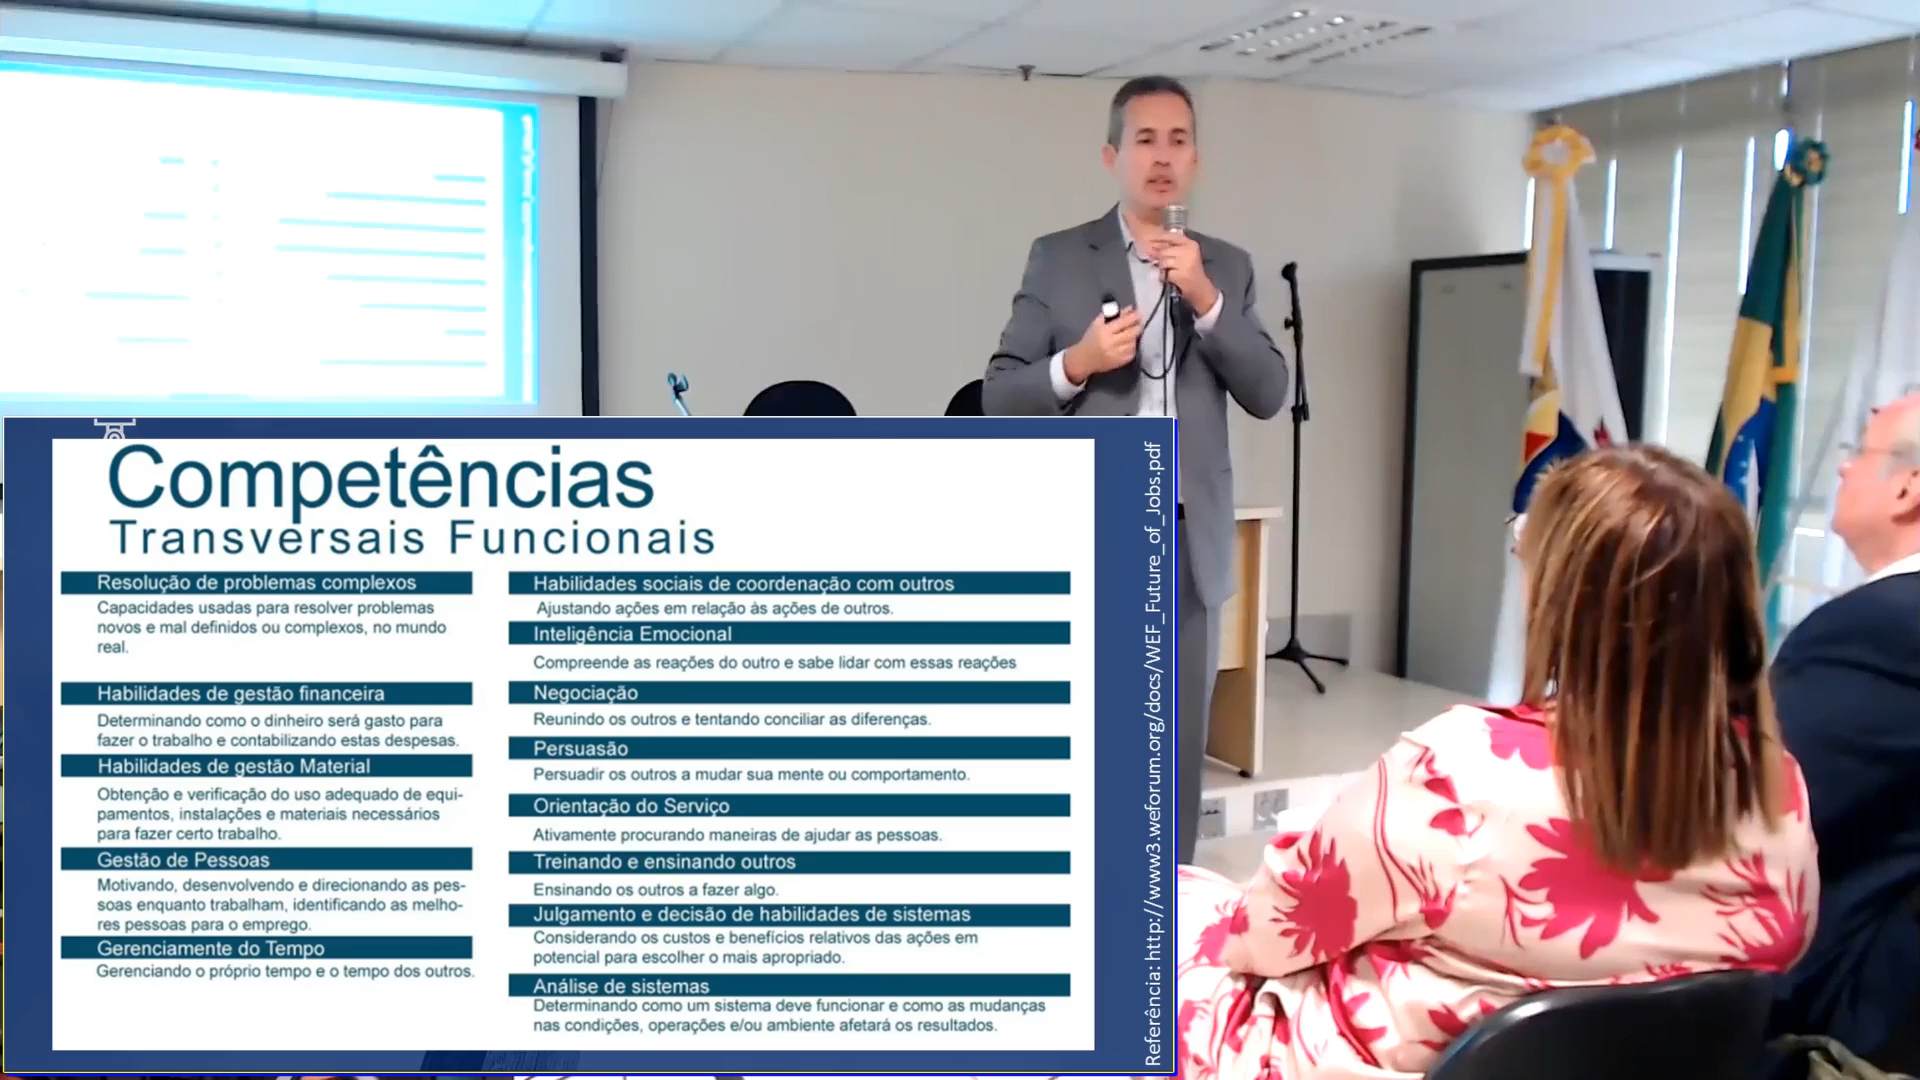 Competências
Transversais Funcionais
Resolução de problemas complexos
Capacidades usadas para resolver problemas
novos e mal definidos ou complexos, no mundo
real.
Habilidades de gestão financeira
Determinando como o dinheiro será gasto para
fazer o trabalho e contabilizando estas despesas.
Habilidades de gestão Material
Obtenção e verificação do uso adequado de equi-
pamentos, instalações e materiais necessários
para fazer certo trabalho.
Gestão de Pessoas
Motivando, desenvolvendo e direcionando as pes-
soas enquanto trabalham, identificando as melho-
res pessoas para o emprego.
Gerenciamente do Tempo
Gerenciando o próprio tempo e o tempo dos outros.
Habilidades sociais de coordenação com outros
Ajustando ações em relação às ações de outros.
Inteligência Emocional
Compreende as reações do outro e sabe lidar com essas reações
Negociação
Reunindo os outros e tentando conciliar as diferenças.
Persuasão
Persuadir os outros a mudar sua mente ou comportamento.
Orientação do Serviço
Ativamente procurando maneiras de ajudar as pessoas.
Treinando e ensinando outros
Ensinando os outros a fazer algo.
Julgamento e decisão de habilidades de sistemas
Considerando os custos e benefícios relativos das ações em
potencial para escolher o mais apropriado.
Análise de sistemas
Determinando como um sistema deve funcionar e como as mudanças
nas condições, operações e/ou ambiente afetará os resultados.
Referência: http://www3.weforum.org/docs/WEF_Future_of_Jobs.pdf